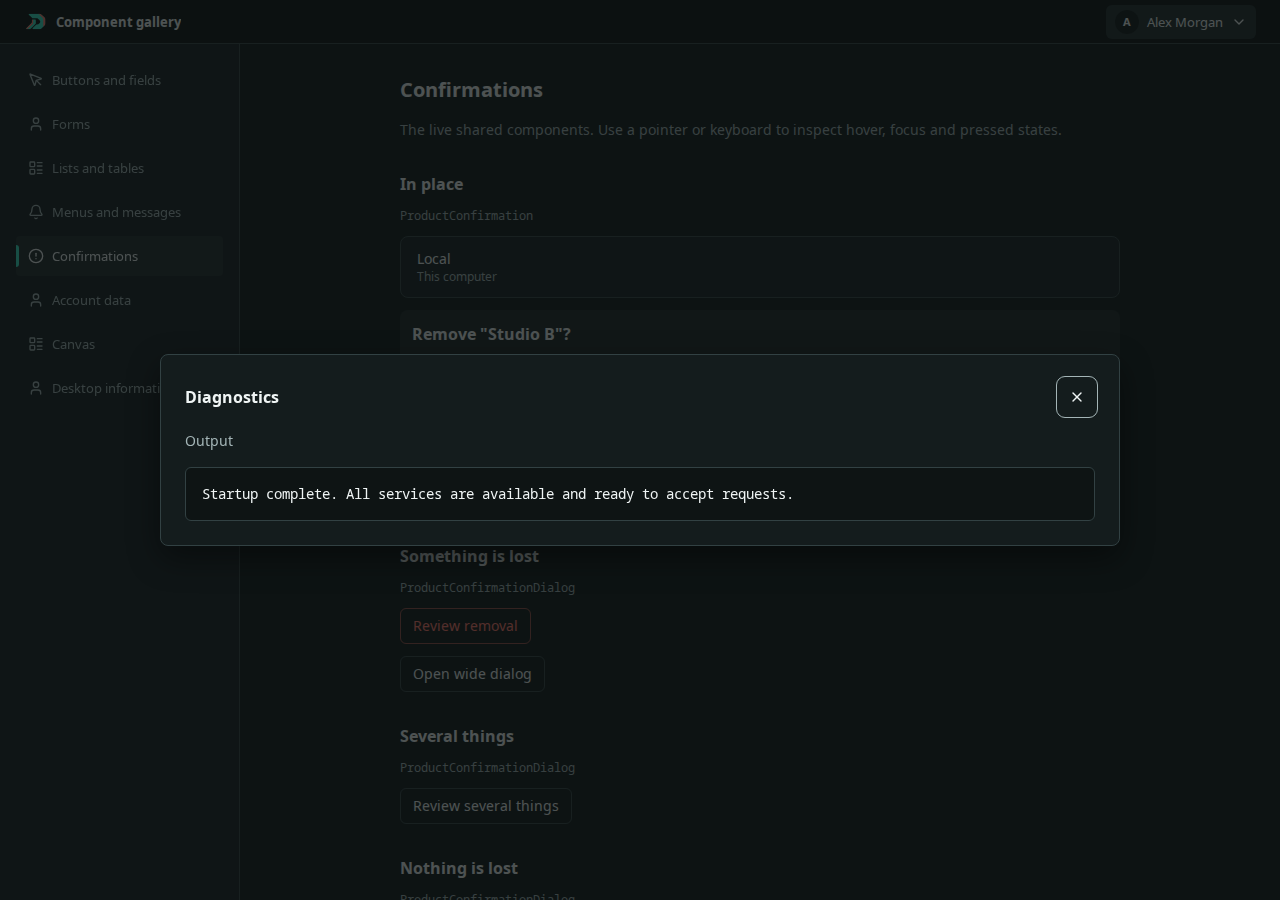 Component gallery
A Alex Morgan
Buttons and fields
Forms
Lists and tables
Menus and messages
Confirmations
Account data
Canvas
Desktop informati
Confirmations
The live shared components. Use a pointer or keyboard to inspect hover, focus and pressed states.
In place
ProductConfirmation
Local
This computer
Remove "Studio B"?
Diagnostics
Output
Startup complete. All services are available and ready to accept requests.
Something is lost
ProductConfirmationDialog
Review removal
Open wide dialog
Several things
ProductConfirmationDialog
Review several things
Nothing is lost
ProductConfirmationDialog